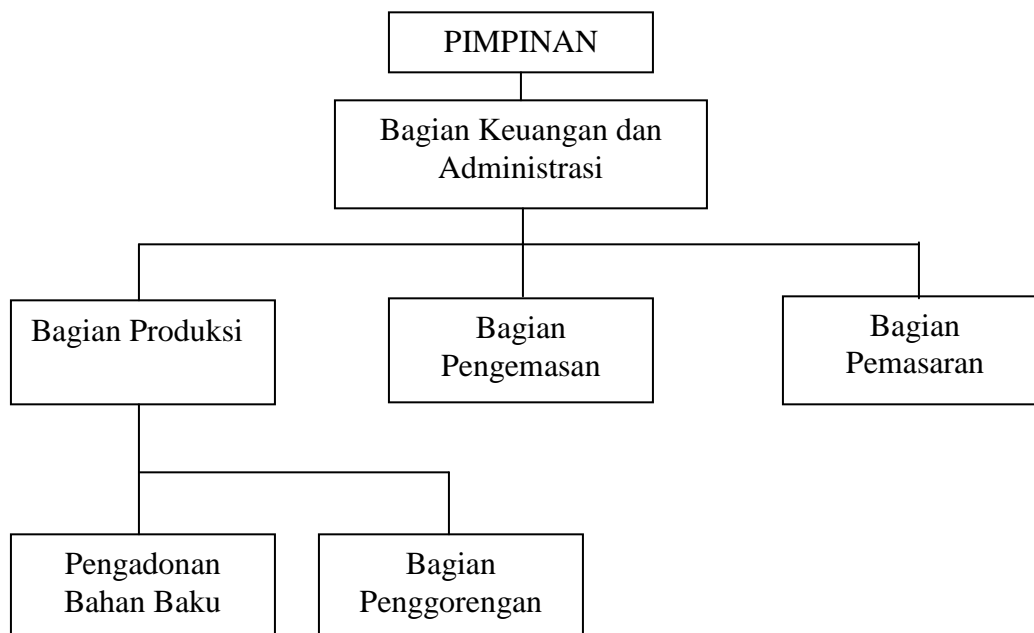 PIMPINAN
Bagian Keuangan dan
Administrasi
Bagian Produksi
Bagian
Pengemasan
Bagian
Pemasaran
Pengadonan
Bahan Baku
Bagian
Penggorengan